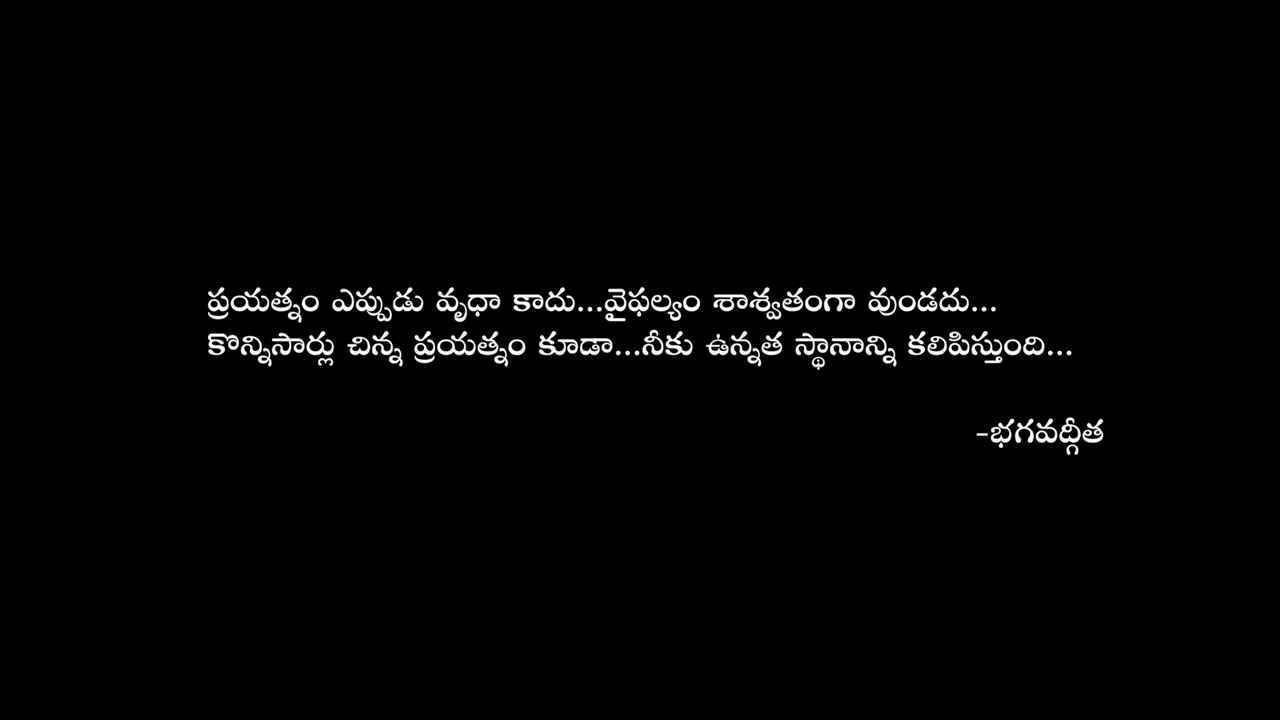 ప్రయత్నం ఎప్పుడు వృధా కాదు...వైఫల్యం శాశ్వతంగా వుండదు...
కొన్నిసార్లు చిన్న ప్రయత్నం కూడా...నీకు ఉన్నత స్థానాన్ని కలిపిస్తుంది...
-భగవద్గీత